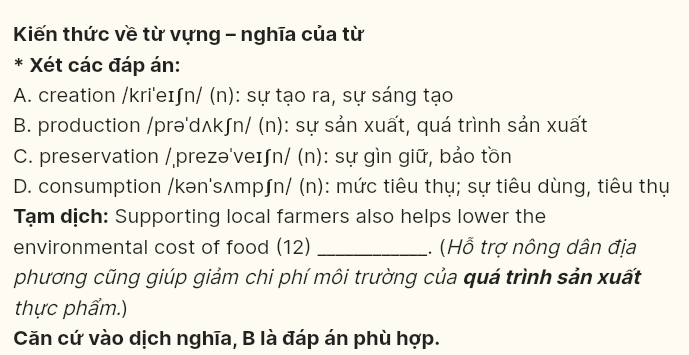 Kiến thức về từ vựng – nghĩa của từ
* Xét các đáp án:
A. creation /kriˈeɪʃn/ (n): sự tạo ra, sự sáng tạo
B. production /prəˈdʌkʃn/ (n): sự sản xuất, quá trình sản xuất
C. preservation /ˌprezəˈveɪʃn/ (n): sự gìn giữ, bảo tồn
D. consumption /kənˈsʌmpʃn/ (n): mức tiêu thụ; sự tiêu dùng, tiêu thụ
Tạm dịch: Supporting local farmers also helps lower the
environmental cost of food (12) ___________. (Hỗ trợ nông dân địa
phương cũng giúp giảm chi phí môi trường của quá trình sản xuất
thực phẩm.)
Căn cứ vào dịch nghĩa, B là đáp án phù hợp.